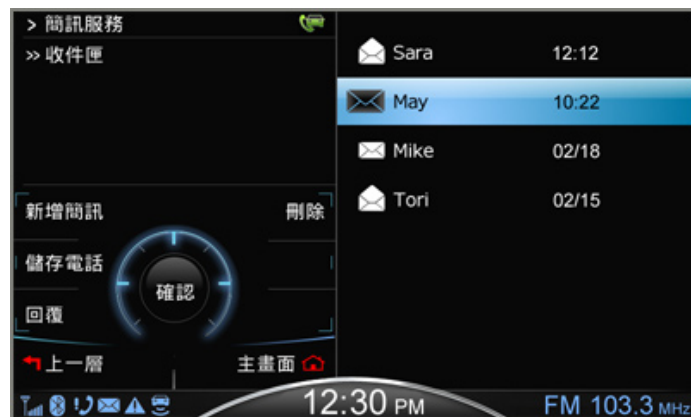 > 簡訊服務
>> 收件匣
Sara 12:12
May 10:22
Mike 02/18
Tori 02/15
新增簡訊 刪除
儲存電話
確認
回覆
上一層 主畫面
12:30 PM
FM 103.3 MHz